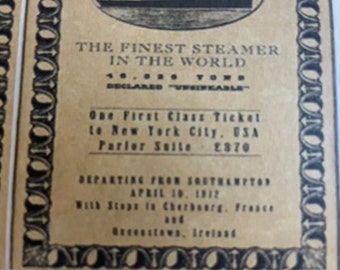 THE FINEST STEAMER
IN THE WORLD
46,328 TONS
DECLARED "UNSINKABLE"
One First Class Ticket
to New York City, USA
Parlor Suite - £870
DEPARTING FROM SOUTHAMPTON
APRIL 10, 1912
With Stops in Cherbourg, France
and
Queenstown, Ireland